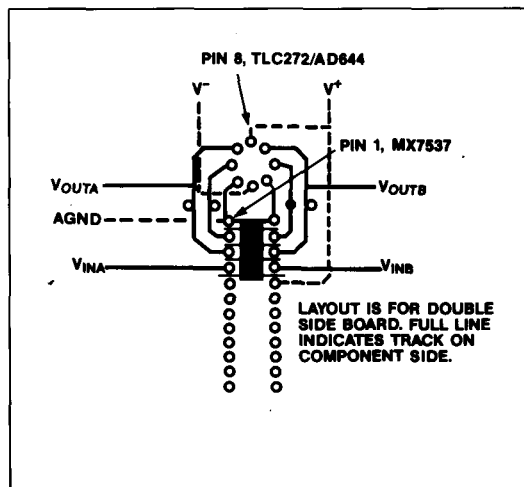 PIN 8, TLC272/AD644
V- V+
PIN 1, MX7537
VOUTA VOUTB
AGND
VINA VINB
LAYOUT IS FOR DOUBLE
SIDE BOARD. FULL LINE
INDICATES TRACK ON
COMPONENT SIDE.